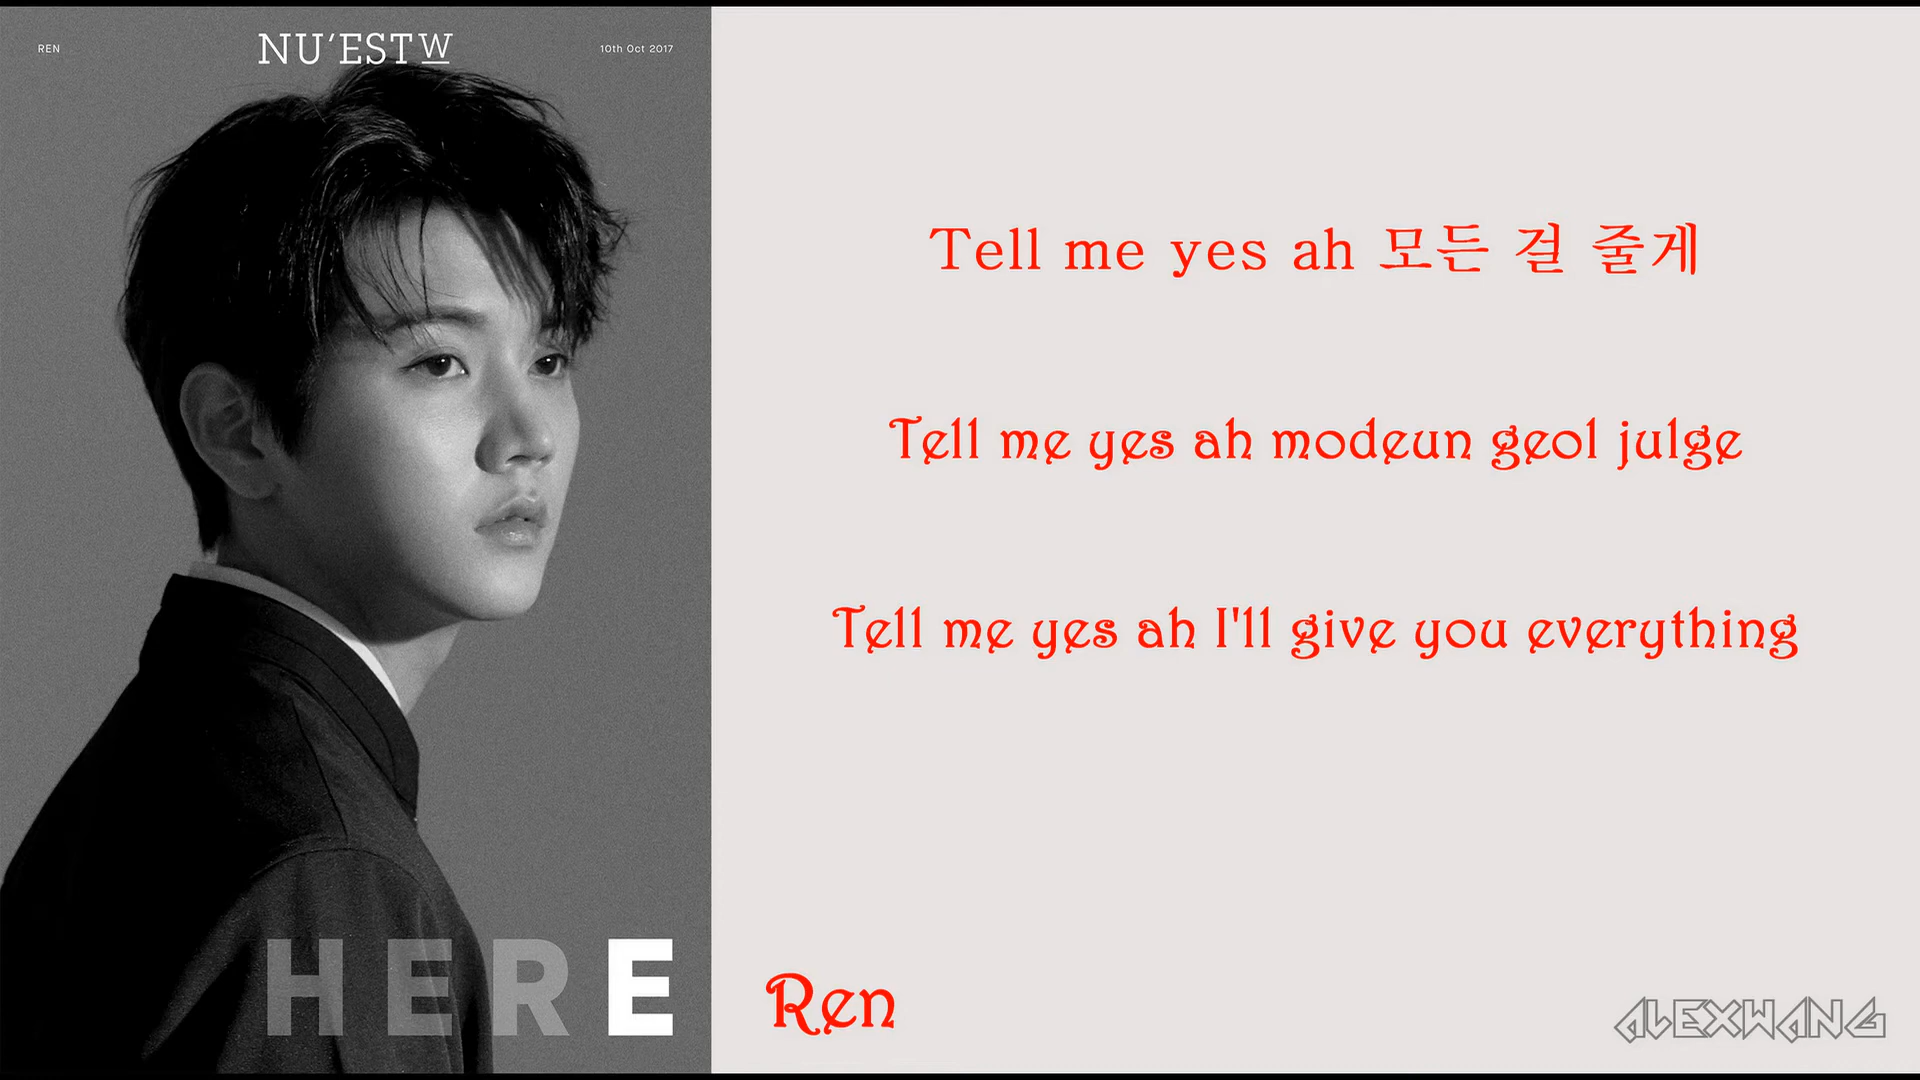 REN
NU'EST W
10th Oct 2017
HERE
Tell me yes ah 모든 걸 줄게
Tell me yes ah modeun geol julge
Tell me yes ah I'll give you everything
Ren
ALEXWANG